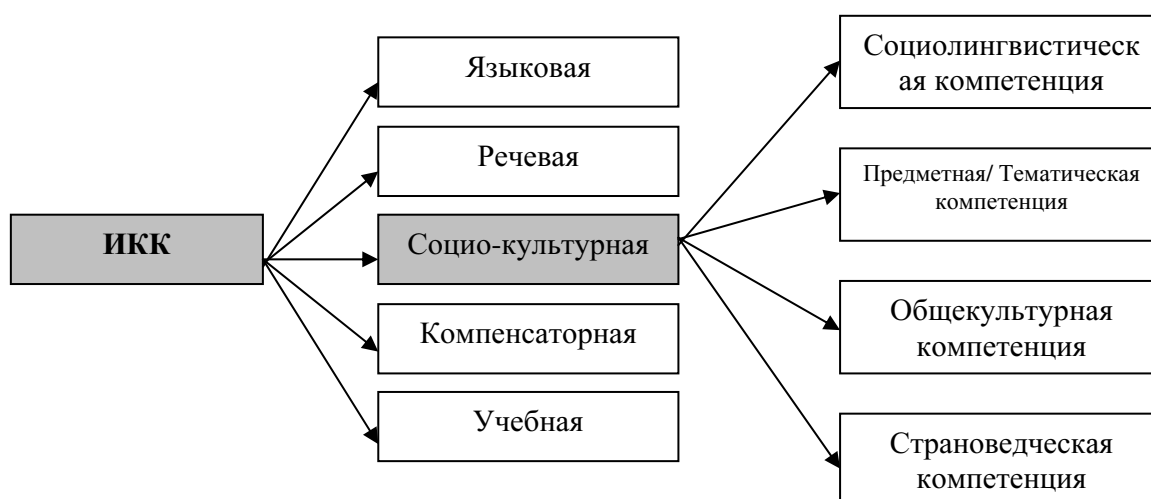 ИКК
Языковая
Речевая
Социо-культурная
Компенсаторная
Учебная
Социолингвистическ
ая компетенция
Предметная/ Тематическая
компетенция
Общекультурная
компетенция
Страноведческая
компетенция